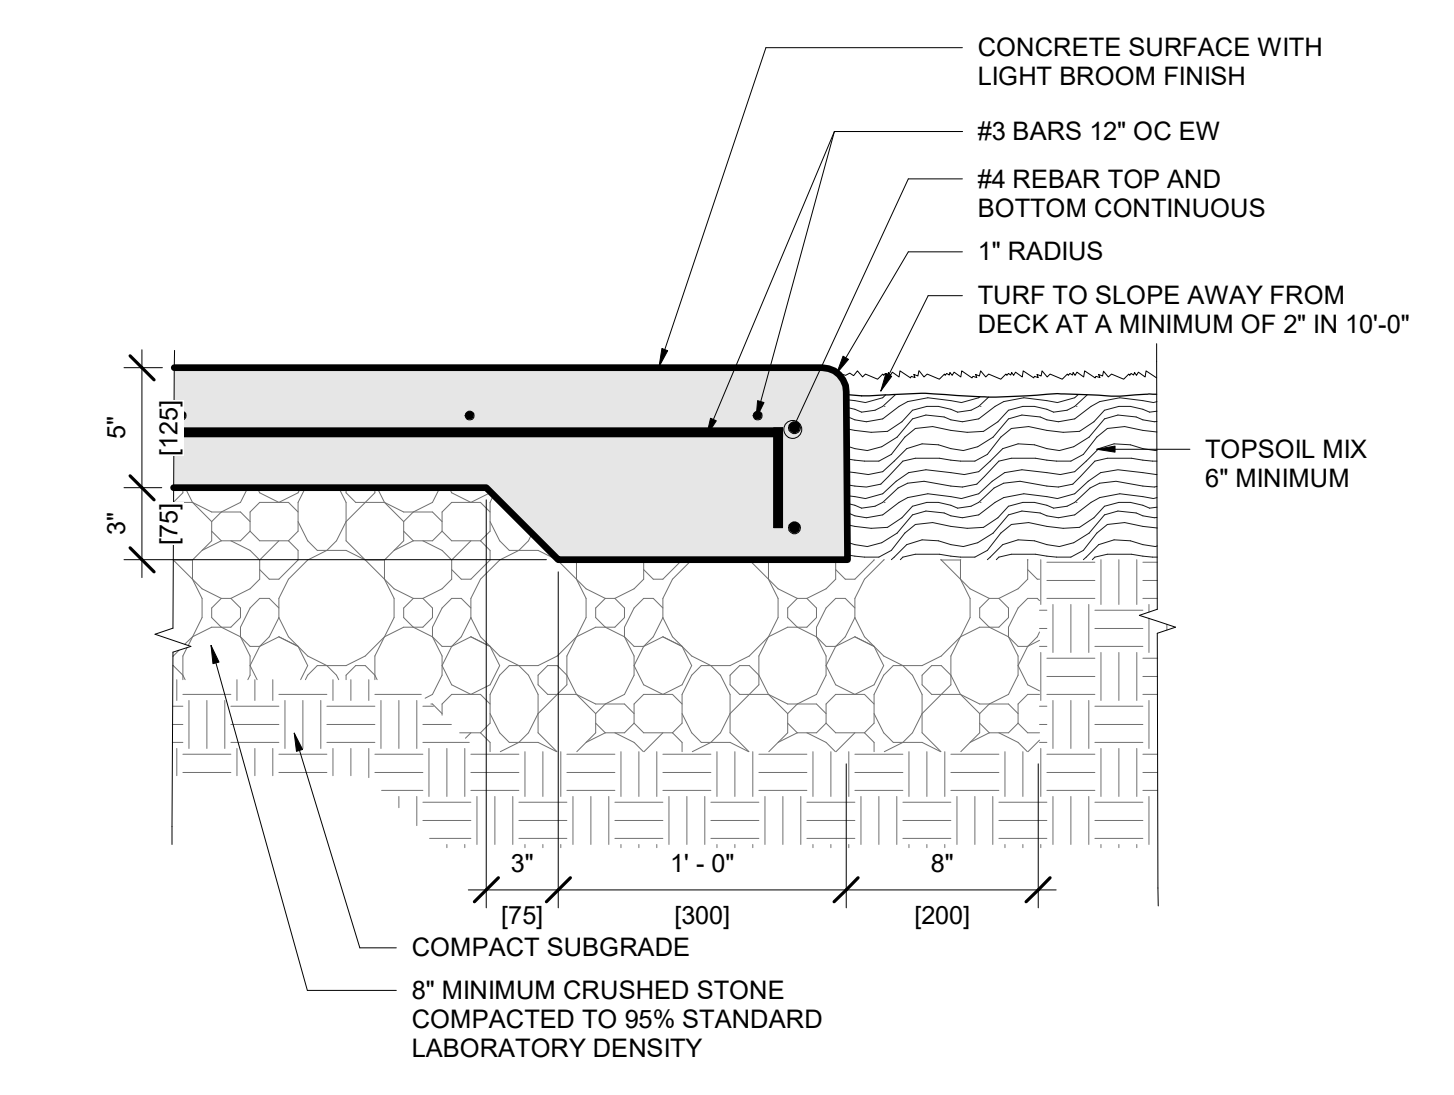 CONCRETE SURFACE WITH
LIGHT BROOM FINISH
#3 BARS 12" OC EW
#4 REBAR TOP AND
BOTTOM CONTINUOUS
1" RADIUS
TURF TO SLOPE AWAY FROM
DECK AT A MINIMUM OF 2" IN 10'-0"
5"
[125]
3"
[75]
TOPSOIL MIX
6" MINIMUM
3"
1' - 0"
8"
[75]
[300]
[200]
COMPACT SUBGRADE
8" MINIMUM CRUSHED STONE
COMPACTED TO 95% STANDARD
LABORATORY DENSITY